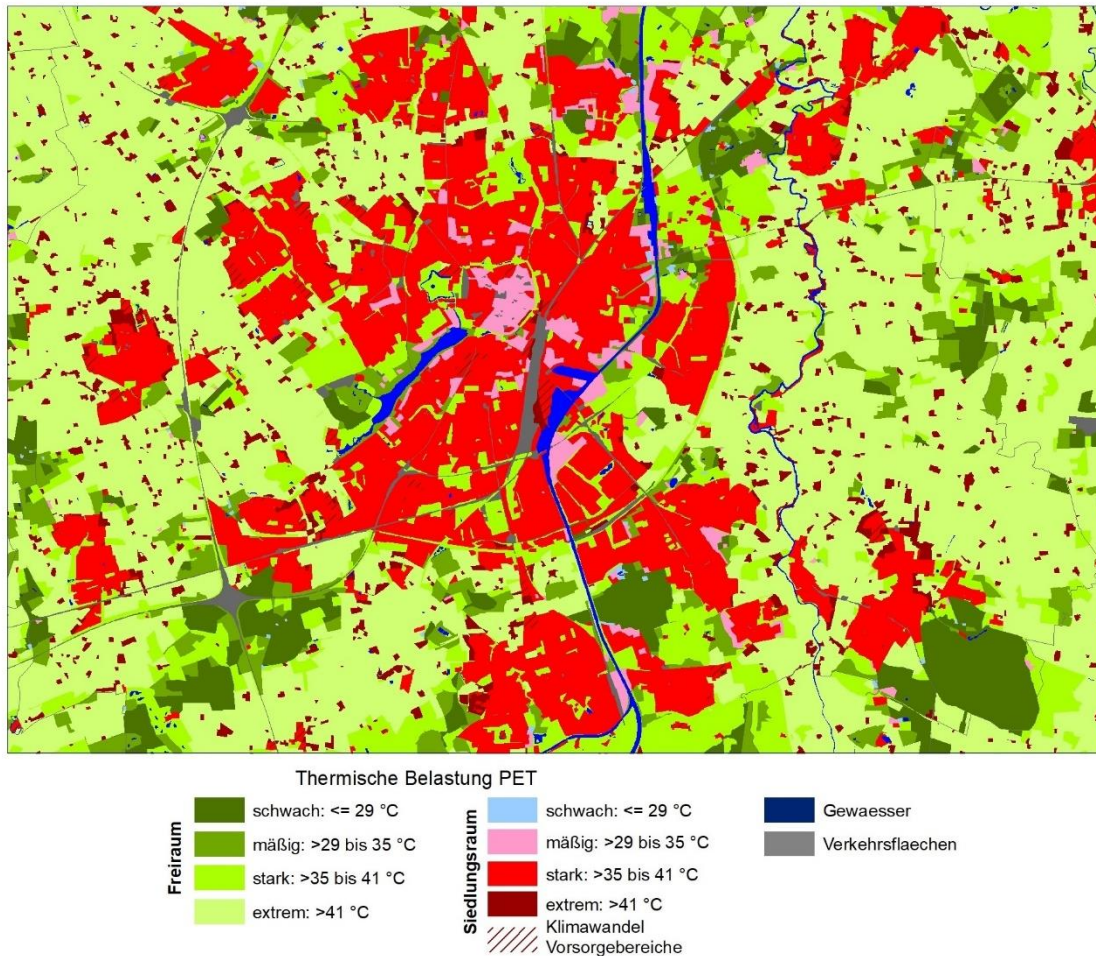 Thermische Belastung PET
Freiraum
schwach: <= 29 °C
mäßig: >29 bis 35 °C
stark: >35 bis 41 °C
extrem: >41 °C
Siedlungsraum
schwach: <= 29 °C
mäßig: >29 bis 35 °C
stark: >35 bis 41 °C
extrem: >41 °C
Klimawandel
Vorsorgebereiche
Gewaesser
Verkehrsflaechen